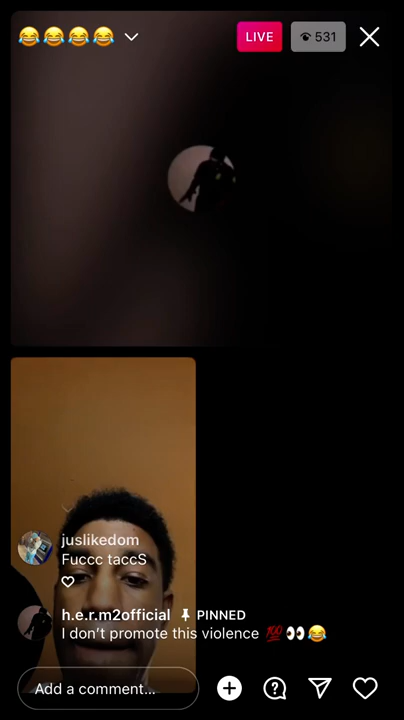 😂😂😂😂
LIVE
531
juslikedom
Fuccc taccS
h.e.r.m2official PINNED
I don't promote this violence 💯👀😂
Add a comment...